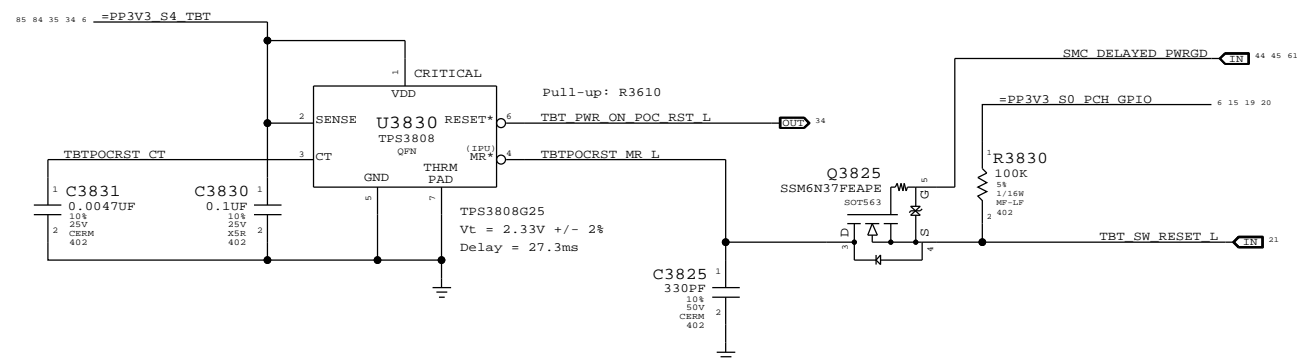 85 84 35 34 6 =PP3V3_S4_TBT
1 CRITICAL
VDD
SMC_DELAYED_PWRGD IN 44 45 61
Pull-up: R3610
=PP3V3_S0_PCH_GPIO 6 15 19 20
2 SENSE U3830 RESET* 6 TBT_PWR_ON_POC_RST_L OUT 34
TPS3808
QFN
(IPU)
TBTPOCRST_CT 3 CT MR* 4 TBTPOCRST_MR_L
THRM
GND PAD
5 7
1 C3831
0.0047UF
10%
25V
CERM
402
2
C3830 1
0.1UF
10%
25V
X5R
402
2
TPS3808G25
Vt = 2.33V +/- 2%
Delay = 27.3ms
Q3825
SSM6N37FEAPE
SOT563
5 G
D S
3 4
1 R3830
100K
5%
1/16W
MF-LF
402
2
TBT_SW_RESET_L IN 21
C3825 1
330PF
10%
50V
CERM
402
2